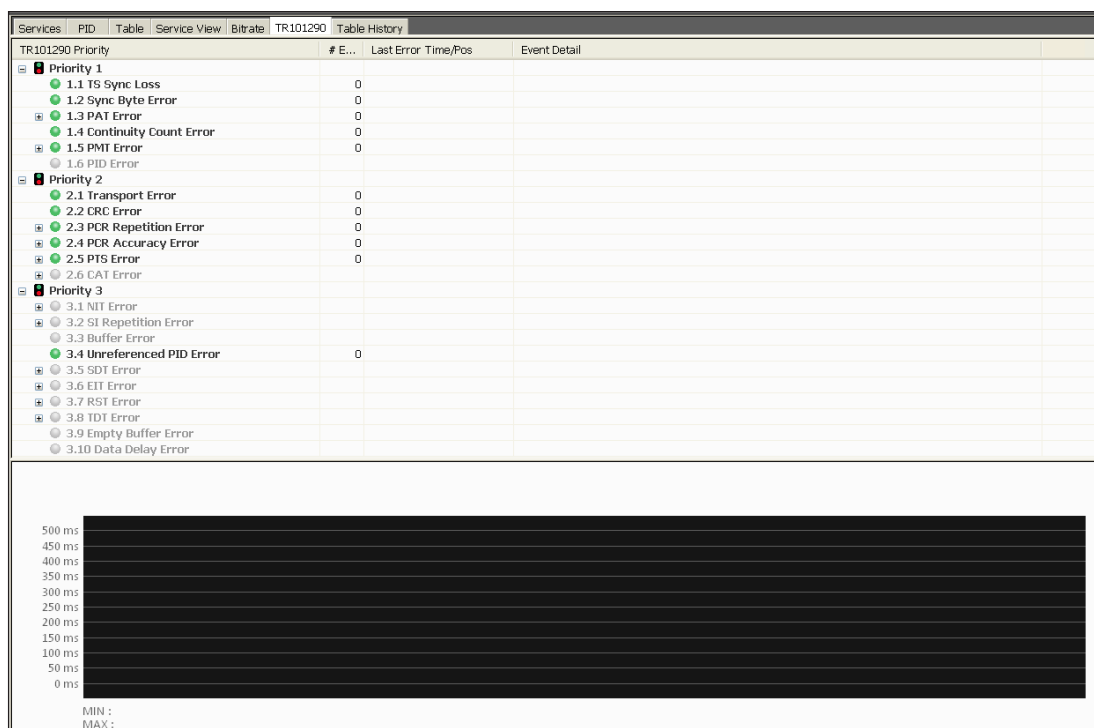 Services PID Table Service View Bitrate TR101290 Table History
TR101290 Priority # E... Last Error Time/Pos Event Detail
Priority 1
1.1 TS Sync Loss 0
1.2 Sync Byte Error 0
1.3 PAT Error 0
1.4 Continuity Count Error 0
1.5 PMT Error 0
1.6 PID Error
Priority 2
2.1 Transport Error 0
2.2 CRC Error 0
2.3 PCR Repetition Error 0
2.4 PCR Accuracy Error 0
2.5 PTS Error 0
2.6 CAT Error
Priority 3
3.1 NIT Error
3.2 SI Repetition Error
3.3 Buffer Error
3.4 Unreferenced PID Error 0
3.5 SDT Error
3.6 EIT Error
3.7 RST Error
3.8 TDT Error
3.9 Empty Buffer Error
3.10 Data Delay Error
500 ms
450 ms
400 ms
350 ms
300 ms
250 ms
200 ms
150 ms
100 ms
50 ms
0 ms
MIN :
MAX :